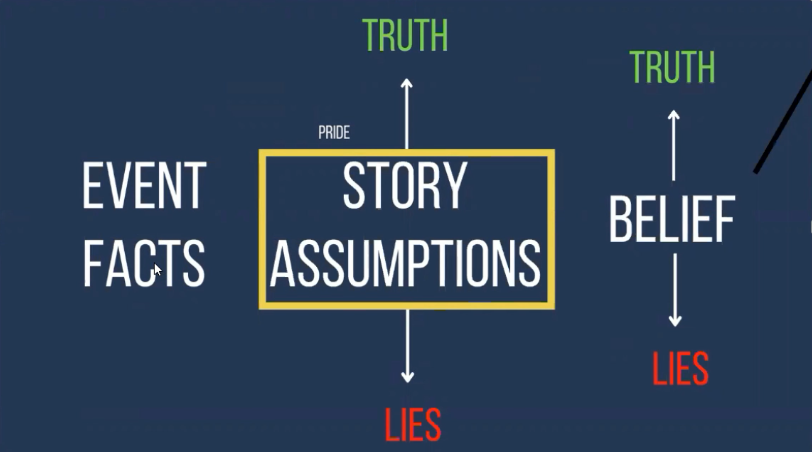 TRUTH
PRIDE
EVENT
FACTS
STORY
ASSUMPTIONS
LIES
TRUTH
BELIEF
LIES